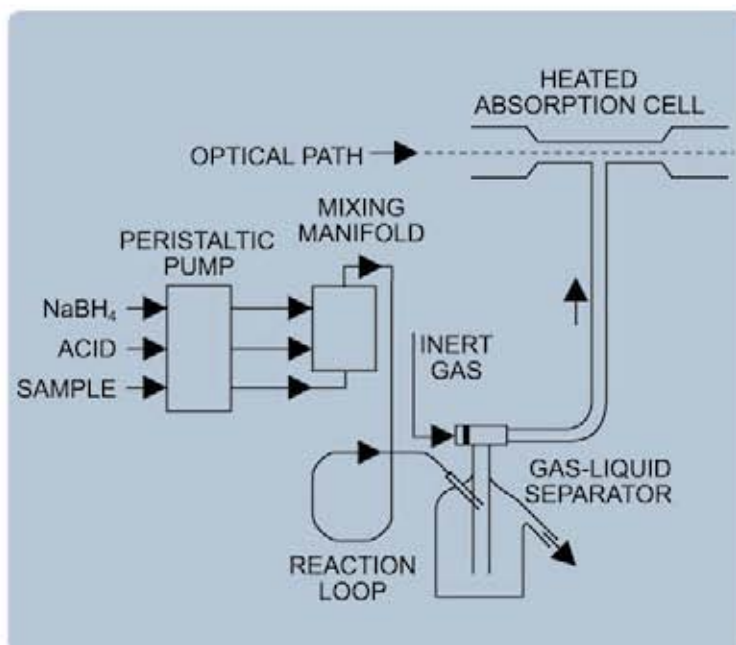 HEATED
ABSORPTION CELL
OPTICAL PATH
MIXING
MANIFOLD
PERISTALTIC
PUMP
NaBH₄
ACID
SAMPLE
INERT
GAS
GAS-LIQUID
SEPARATOR
REACTION
LOOP